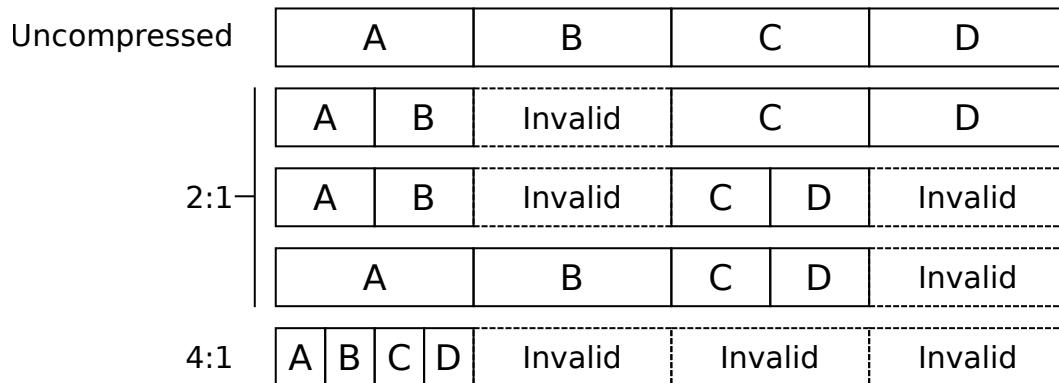 Uncompressed A B C D
A B Invalid C D
2:1 A B Invalid C D Invalid
A B C D Invalid
4:1 A B C D Invalid Invalid Invalid